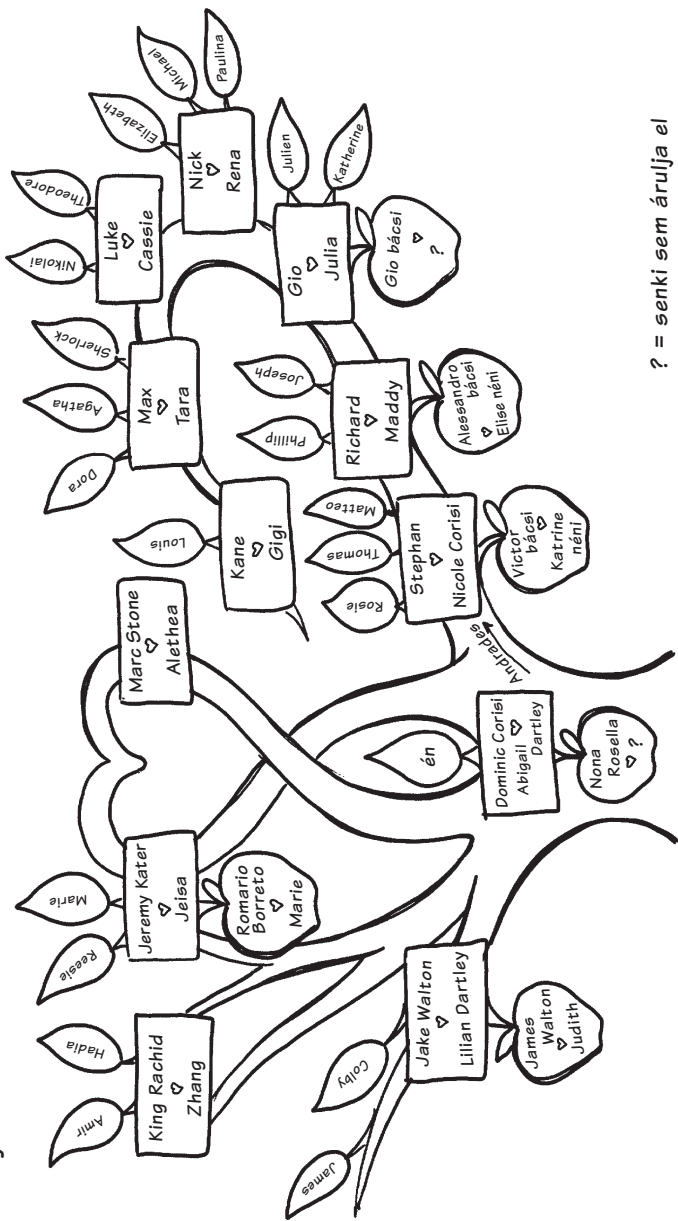 Amir
Hadia
King Rachid
Zhang
Reesie
Marie
Jeremy Kater
Jeisa
Romario
Borreto
Marie
Marc Stone
Alethea
James
Colby
Jake Walton
Lilian Dartley
James
Walton
Judith
én
Dominic Corisi
Abigail
Dartley
Nona
Rosella
?
Andrades
Louis
Kane
Gigi
Rosie
Thomas
Matteo
Stephan
Nicole Corisi
Victor
bácsi
Katrine
néni
Dora
Agatha
Sherlock
Max
Tara
Phillip
Joseph
Richard
Maddy
Alessandro
bácsi
Elise néni
Nikolai
Theodore
Luke
Cassie
Elizabeth
Michael
Paulina
Nick
Rena
Julien
Katherine
Gio
Julia
Gio bácsi
?
? = senki sem árulja el